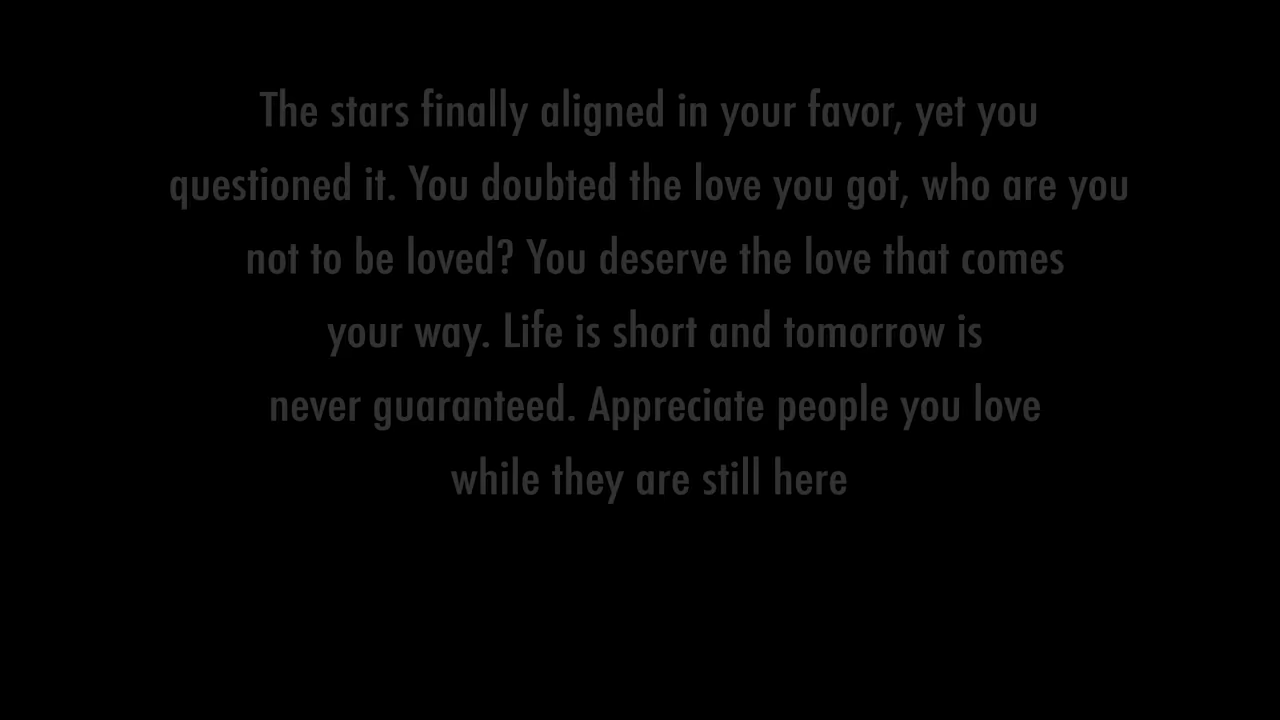 The stars finally aligned in your favor, yet you
questioned it. You doubted the love you got, who are you
not to be loved? You deserve the love that comes
your way. Life is short and tomorrow is
never guaranteed. Appreciate people you love
while they are still here